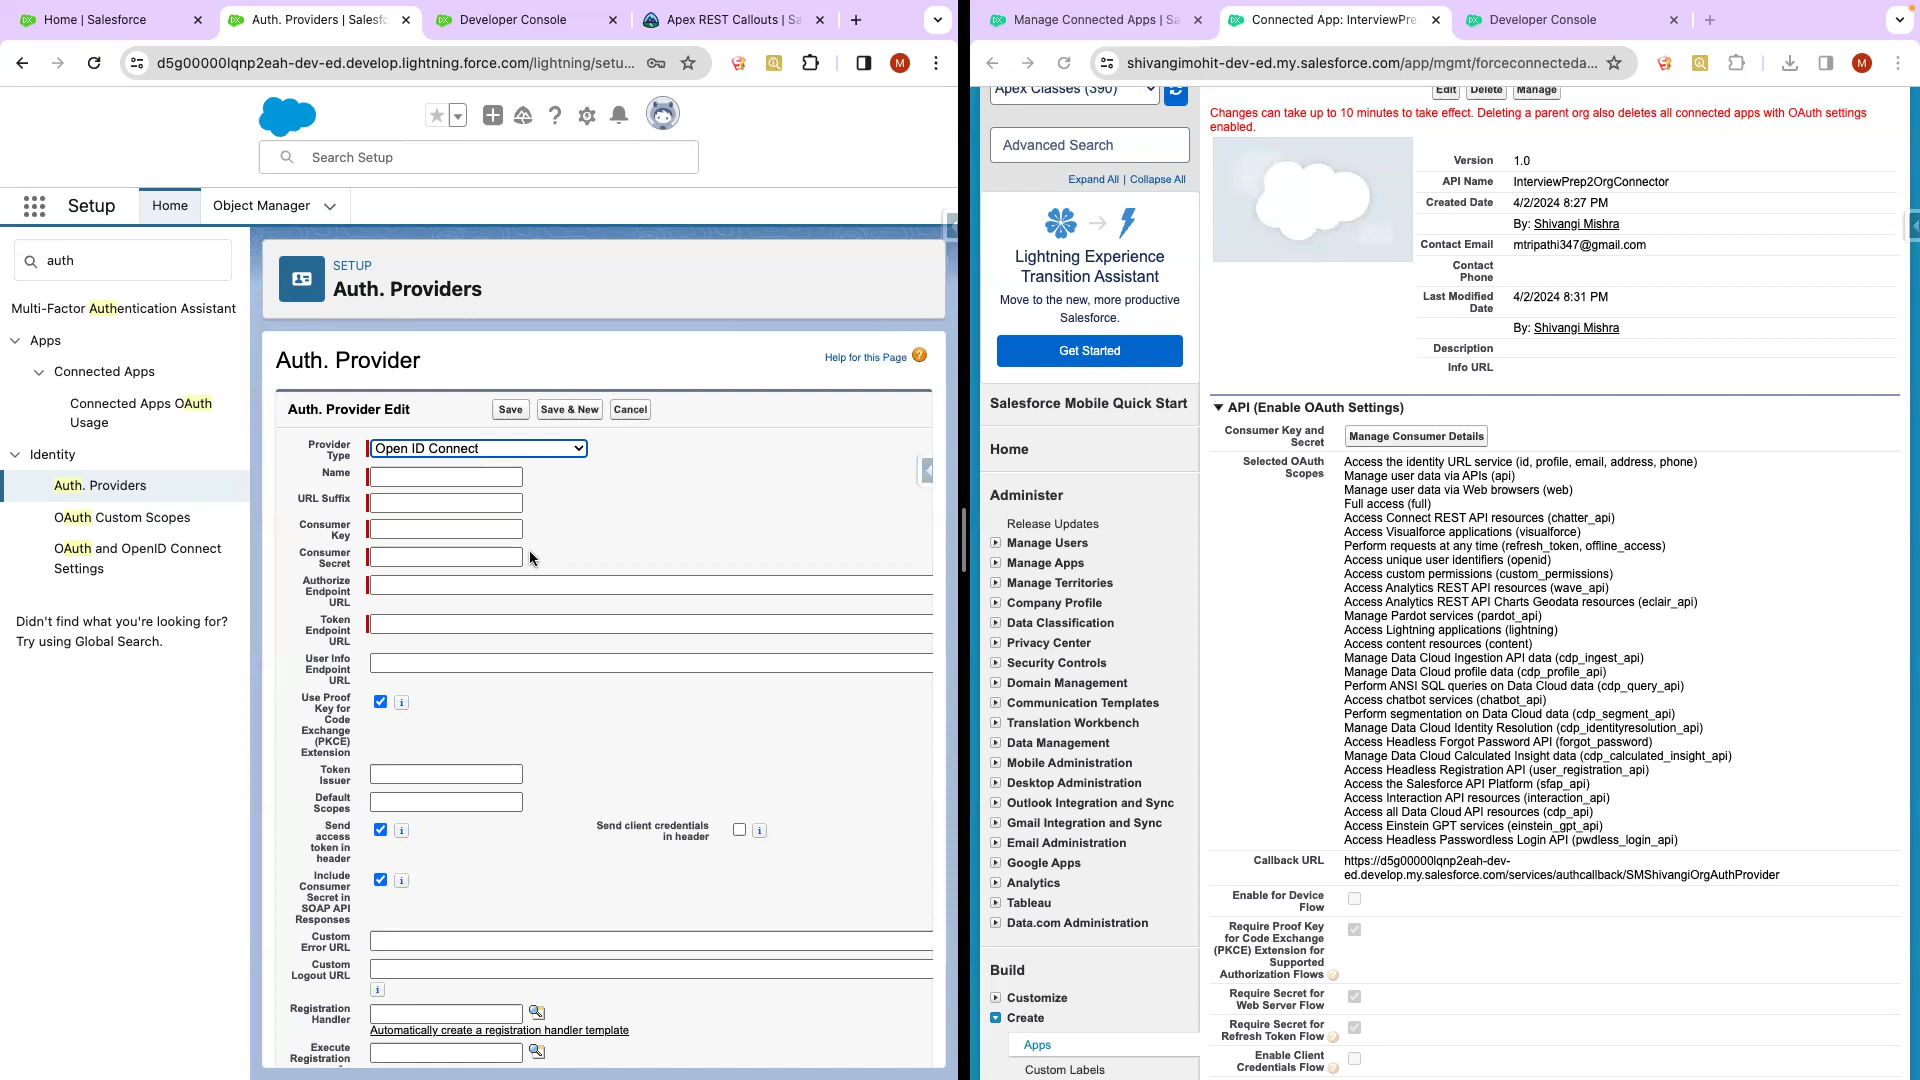 Home | Salesforce
Auth. Providers | Salesf
Developer Console
Apex REST Callouts | Sa
d5g00000lqnp2eah-dev-ed.develop.lightning.force.com/lightning/setu...
M
Search Setup
Setup
Home
Object Manager
auth
Multi-Factor Authentication Assistant
Apps
Connected Apps
Connected Apps OAuth
Usage
Identity
Auth. Providers
OAuth Custom Scopes
OAuth and OpenID Connect
Settings
Didn't find what you're looking for?
Try using Global Search.
SETUP
Auth. Providers
Auth. Provider
Help for this Page
Auth. Provider Edit
Save
Save & New
Cancel
Provider
Type
Open ID Connect
Name
URL Suffix
Consumer
Key
Consumer
Secret
Authorize
Endpoint
URL
Token
Endpoint
URL
User Info
Endpoint
URL
Use Proof
Key for
Code
Exchange
(PKCE)
Extension
Token
Issuer
Default
Scopes
Send
access
token in
header
Send client credentials
in header
Include
Consumer
Secret in
SOAP API
Responses
Custom
Error URL
Custom
Logout URL
Registration
Handler
Automatically create a registration handler template
Execute
Registration
Manage Connected Apps | Sa
Connected App: InterviewPre
Developer Console
shivangimohit-dev-ed.my.salesforce.com/app/mgmt/forceconnecteda...
M
Apex Classes (390)
Advanced Search
Expand All | Collapse All
Lightning Experience
Transition Assistant
Move to the new, more productive
Salesforce.
Get Started
Salesforce Mobile Quick Start
Home
Administer
Release Updates
Manage Users
Manage Apps
Manage Territories
Company Profile
Data Classification
Privacy Center
Security Controls
Domain Management
Communication Templates
Translation Workbench
Data Management
Mobile Administration
Desktop Administration
Outlook Integration and Sync
Gmail Integration and Sync
Email Administration
Google Apps
Analytics
Tableau
Data.com Administration
Build
Customize
Create
Apps
Custom Labels
Edit
Delete
Manage
Changes can take up to 10 minutes to take effect. Deleting a parent org also deletes all connected apps with OAuth settings
enabled.
Version
1.0
API Name
InterviewPrep2OrgConnector
Created Date
4/2/2024 8:27 PM
By: Shivangi Mishra
Contact Email
mtripathi347@gmail.com
Contact
Phone
Last Modified
Date
4/2/2024 8:31 PM
By: Shivangi Mishra
Description
Info URL
API (Enable OAuth Settings)
Consumer Key and
Secret
Manage Consumer Details
Selected OAuth
Scopes
Access the identity URL service (id, profile, email, address, phone)
Manage user data via APIs (api)
Manage user data via Web browsers (web)
Full access (full)
Access Connect REST API resources (chatter_api)
Access Visualforce applications (visualforce)
Perform requests at any time (refresh_token, offline_access)
Access unique user identifiers (openid)
Access custom permissions (custom_permissions)
Access Analytics REST API resources (wave_api)
Access Analytics REST API Charts Geodata resources (eclair_api)
Manage Pardot services (pardot_api)
Access Lightning applications (lightning)
Access content resources (content)
Manage Data Cloud Ingestion API data (cdp_ingest_api)
Manage Data Cloud profile data (cdp_profile_api)
Perform ANSI SQL queries on Data Cloud data (cdp_query_api)
Access chatbot services (chatbot_api)
Perform segmentation on Data Cloud data (cdp_segment_api)
Manage Data Cloud Identity Resolution (cdp_identityresolution_api)
Access Headless Forgot Password API (forgot_password)
Manage Data Cloud Calculated Insight data (cdp_calculated_insight_api)
Access Headless Registration API (user_registration_api)
Access the Salesforce API Platform (sfap_api)
Access Interaction API resources (interaction_api)
Access all Data Cloud API resources (cdp_api)
Access Einstein GPT services (einstein_gpt_api)
Access Headless Passwordless Login API (pwdless_login_api)
Callback URL
https://d5g00000lqnp2eah-dev-
ed.develop.my.salesforce.com/services/authcallback/SMShivangiOrgAuthProvider
Enable for Device
Flow
Require Proof Key
for Code Exchange
(PKCE) Extension for
Supported
Authorization Flows
Require Secret for
Web Server Flow
Require Secret for
Refresh Token Flow
Enable Client
Credentials Flow